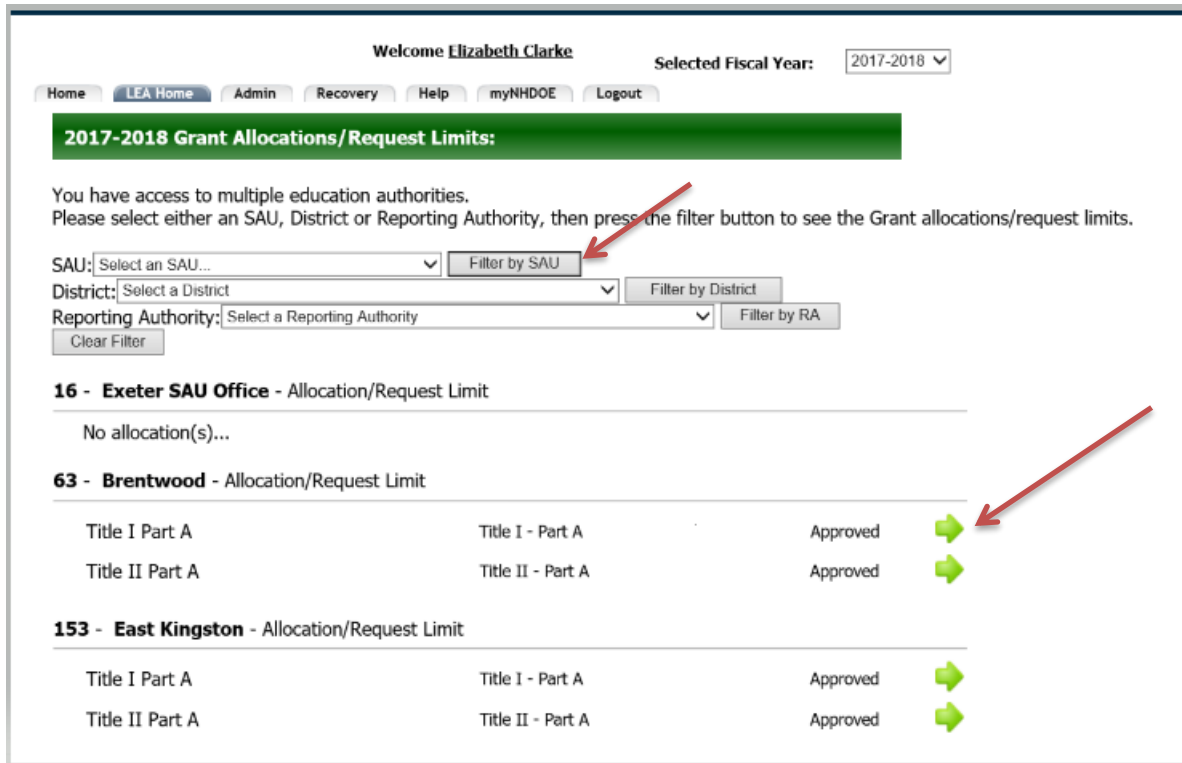 Welcome Elizabeth Clarke Selected Fiscal Year: 2017-2018
Home LEA Home Admin Recovery Help myNHDOE Logout
2017-2018 Grant Allocations/Request Limits:
You have access to multiple education authorities.
Please select either an SAU, District or Reporting Authority, then press the filter button to see the Grant allocations/request limits.
SAU: Select an SAU... Filter by SAU
District: Select a District Filter by District
Reporting Authority: Select a Reporting Authority Filter by RA
Clear Filter
16 - Exeter SAU Office - Allocation/Request Limit
No allocation(s)...
63 - Brentwood - Allocation/Request Limit
Title I Part A Title I - Part A Approved
Title II Part A Title II - Part A Approved
153 - East Kingston - Allocation/Request Limit
Title I Part A Title I - Part A Approved
Title II Part A Title II - Part A Approved